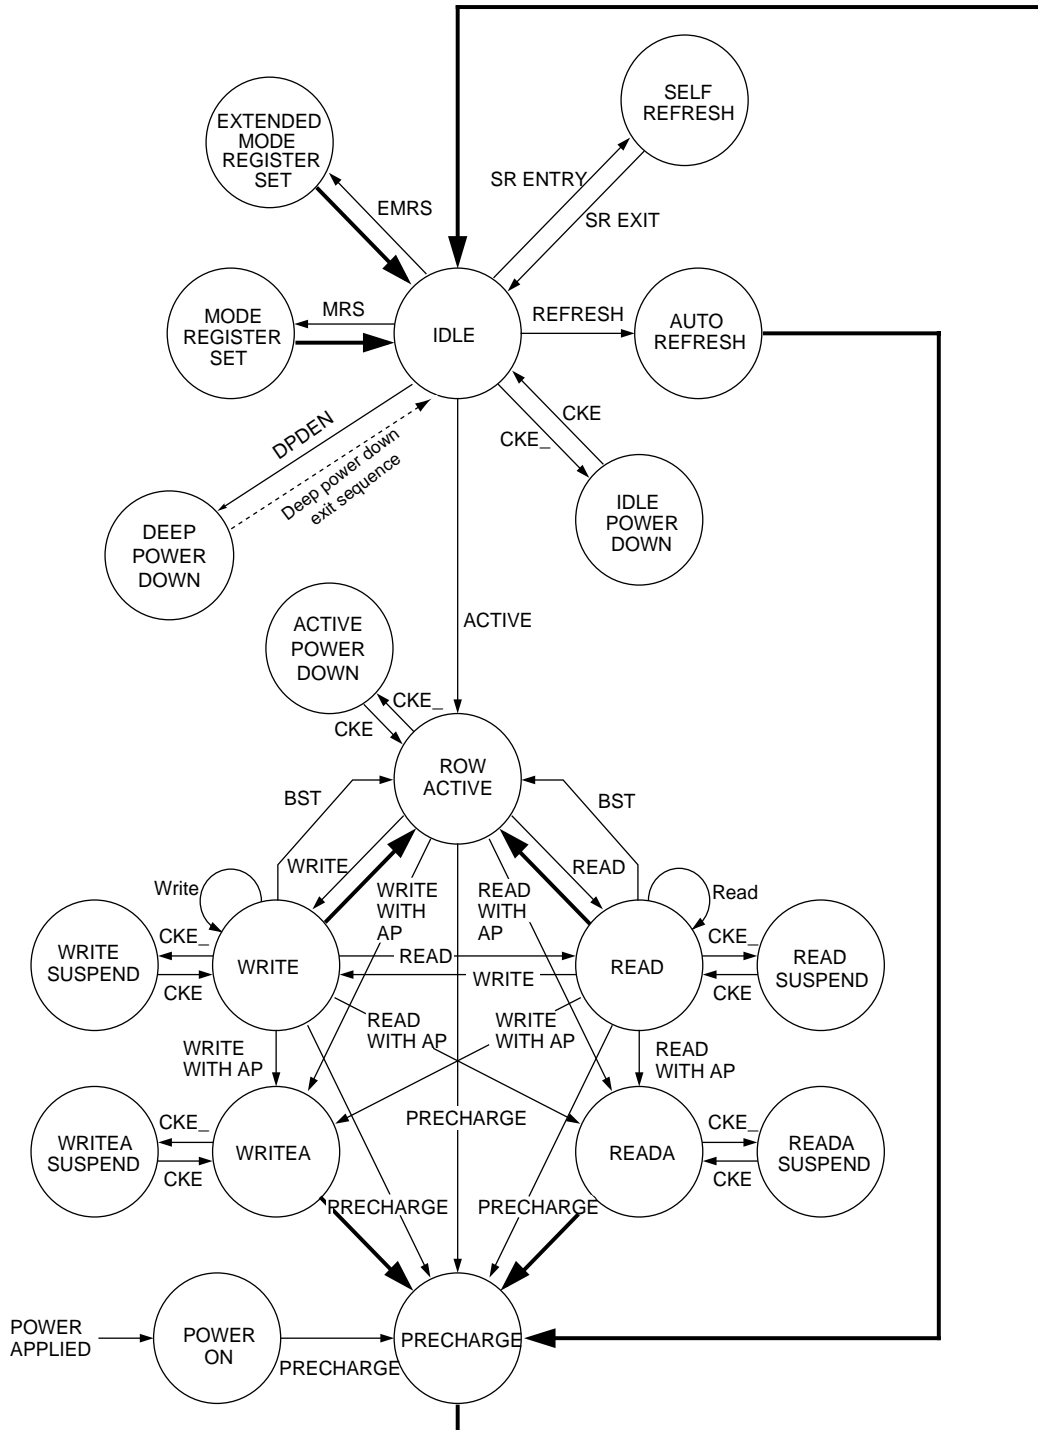 SELF
REFRESH
EXTENDED
MODE
REGISTER
SET
SR ENTRY
EMRS
SR EXIT
MODE
REGISTER
SET
MRS
IDLE
REFRESH
AUTO
REFRESH
DPDEN
Deep power down
exit sequence
CKE
CKE_
IDLE
POWER
DOWN
DEEP
POWER
DOWN
ACTIVE
POWER
DOWN
ACTIVE
CKE_
CKE
ROW
ACTIVE
BST
BST
WRITE
READ
Write
WRITE
WITH
AP
READ
WITH
AP
Read
WRITE
SUSPEND
CKE_
CKE
WRITE
READ
WRITE
READ
CKE_
CKE
READ
SUSPEND
WRITE
WITH AP
READ
WITH AP
WRITE
WITH AP
READ
WITH AP
PRECHARGE
WRITEA
SUSPEND
CKE_
CKE
WRITEA
READA
CKE_
CKE
READA
SUSPEND
PRECHARGE
PRECHARGE
POWER
APPLIED
POWER
ON
PRECHARGE
PRECHARGE